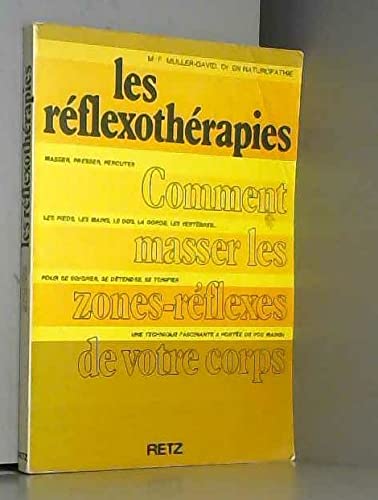 M. F. MULLER-DAVID, Dr EN NATUROPATHIE
les
réflexothérapies
MASSER, PRESSER, PERCUTER
Comment
LES PIEDS, LES MAINS, LE DOS, LA GORGE, LES VERTÈBRES...
masser les
POUR SE SOIGNER, SE DÉTENDRE, SE TONIFIER
zones-réflexes
UNE TECHNIQUE FASCINANTE A PORTÉE DE VOS MAINS!
de votre corps
RETZ
les réflexothérapies